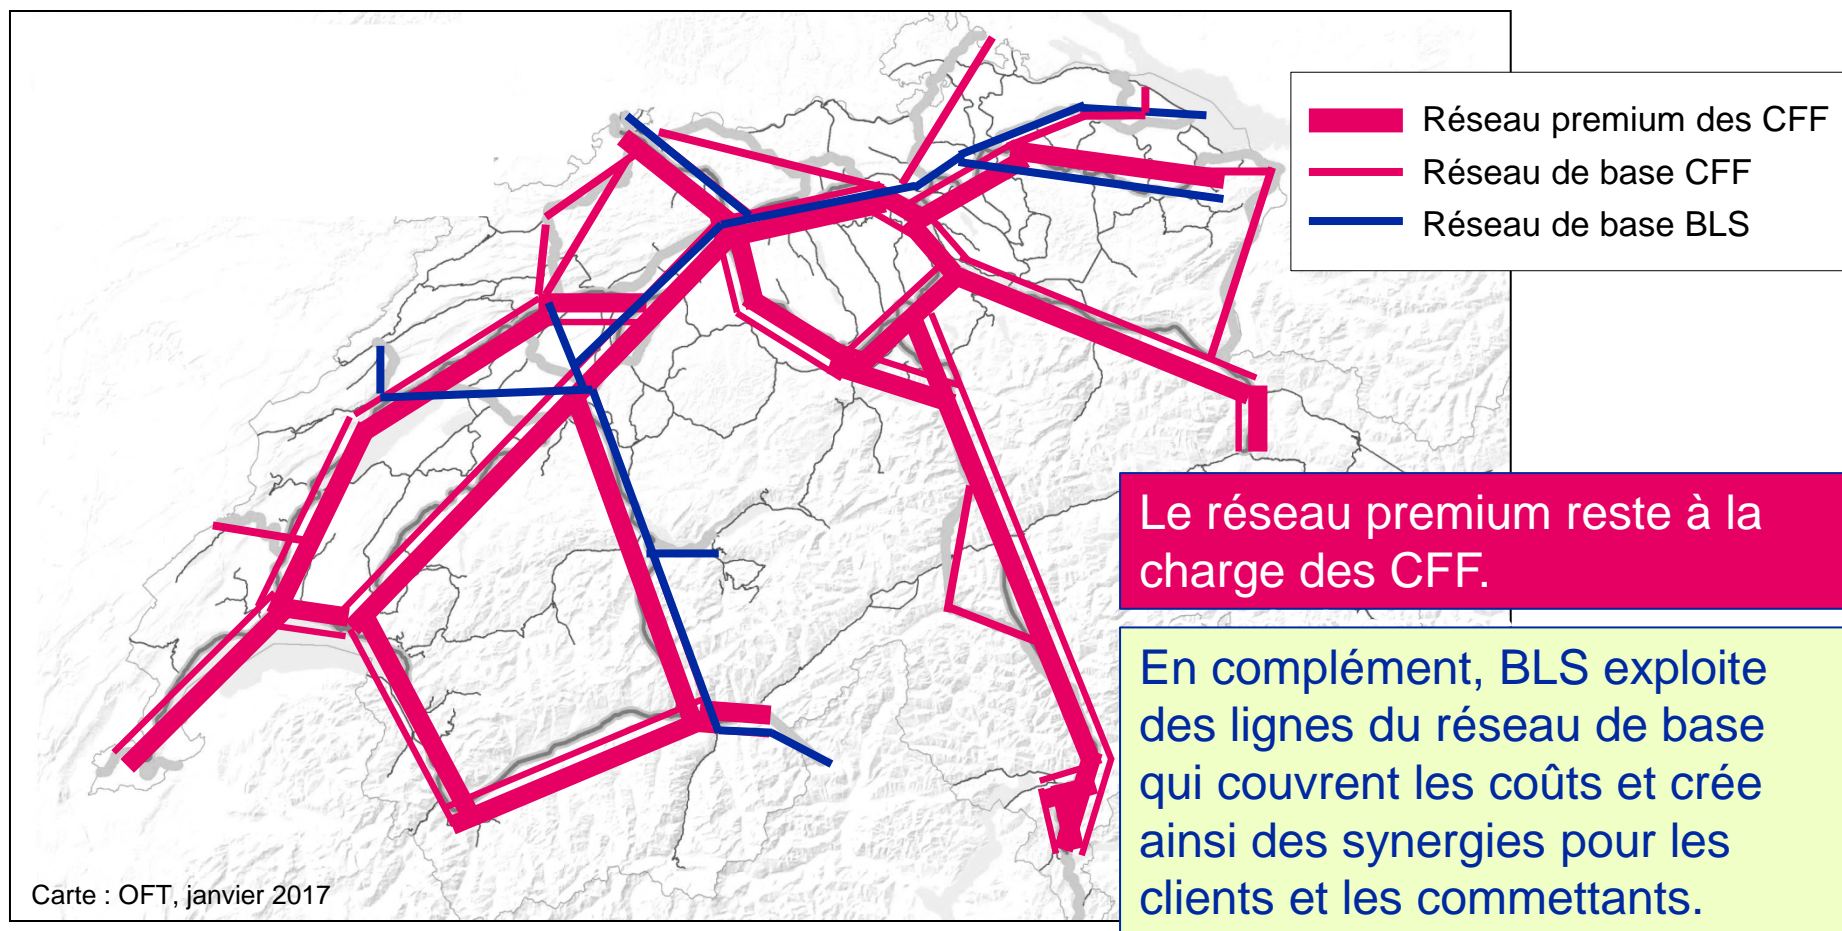 Réseau premium des CFF
Réseau de base CFF
Réseau de base BLS
Le réseau premium reste à la
charge des CFF.
En complément, BLS exploite
des lignes du réseau de base
qui couvrent les coûts et crée
ainsi des synergies pour les
clients et les commettants.
Carte : OFT, janvier 2017